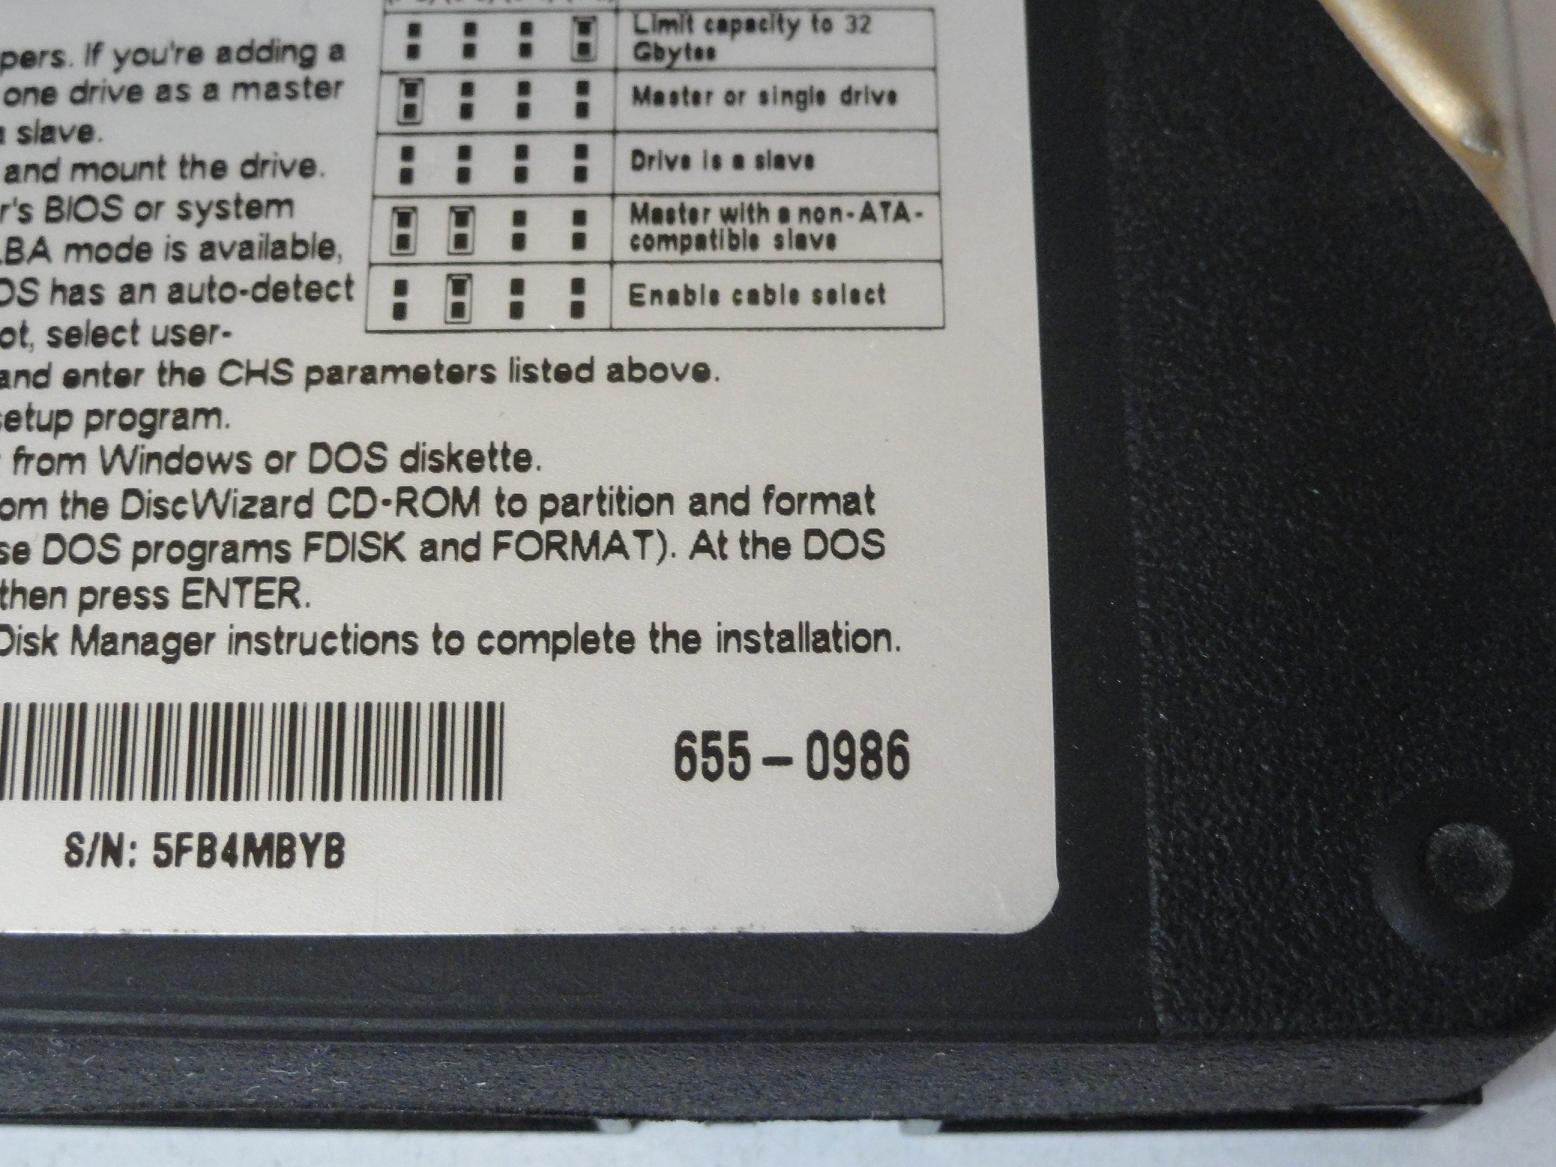 Limit capacity to 32
Gbytes
Master or single drive
Drive is a slave
Master with a non-ATA-
compatible slave
Enable cable select
pers. If you're adding a
one drive as a master
a slave.
and mount the drive.
r's BIOS or system
LBA mode is available,
OS has an auto-detect
ot, select user-
and enter the CHS parameters listed above.
setup program.
from Windows or DOS diskette.
om the DiscWizard CD-ROM to partition and format
se DOS programs FDISK and FORMAT). At the DOS
then press ENTER.
Disk Manager instructions to complete the installation.
655-0986
S/N: 5FB4MBYB